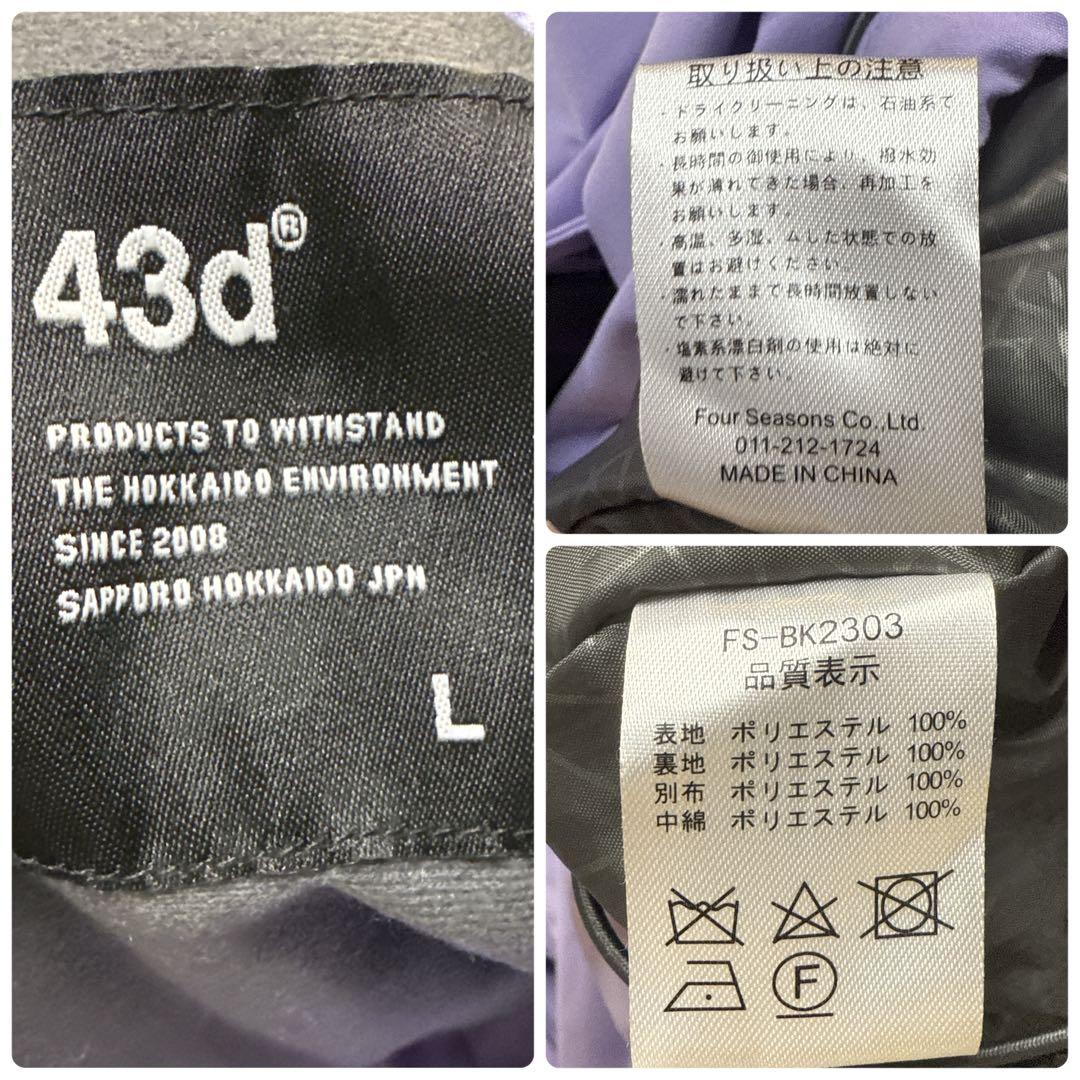 43d®
PRODUCTS TO WITHSTAND
THE HOKKAIDO ENVIRONMENT
SINCE 2008
SAPPORO HOKKAIDO JPN
L
取り扱い上の注意
・ドライクリーニングは、石油系で
お願いします。
・長時間の御使用により、撥水効
果が薄れてきた場合、再加工を
お願いします。
・高温、多湿、ムした状態での放
置はお避けください
・濡れたままで長時間放置しない
で下さい。
・塩素系漂白剤の使用は絶対に
避けて下さい。
Four Seasons Co.,Ltd.
011-212-1724
MADE IN CHINA
FS-BK2303
品質表示
表地 ポリエステル 100%
裏地 ポリエステル 100%
別布 ポリエステル 100%
中綿 ポリエステル 100%
F